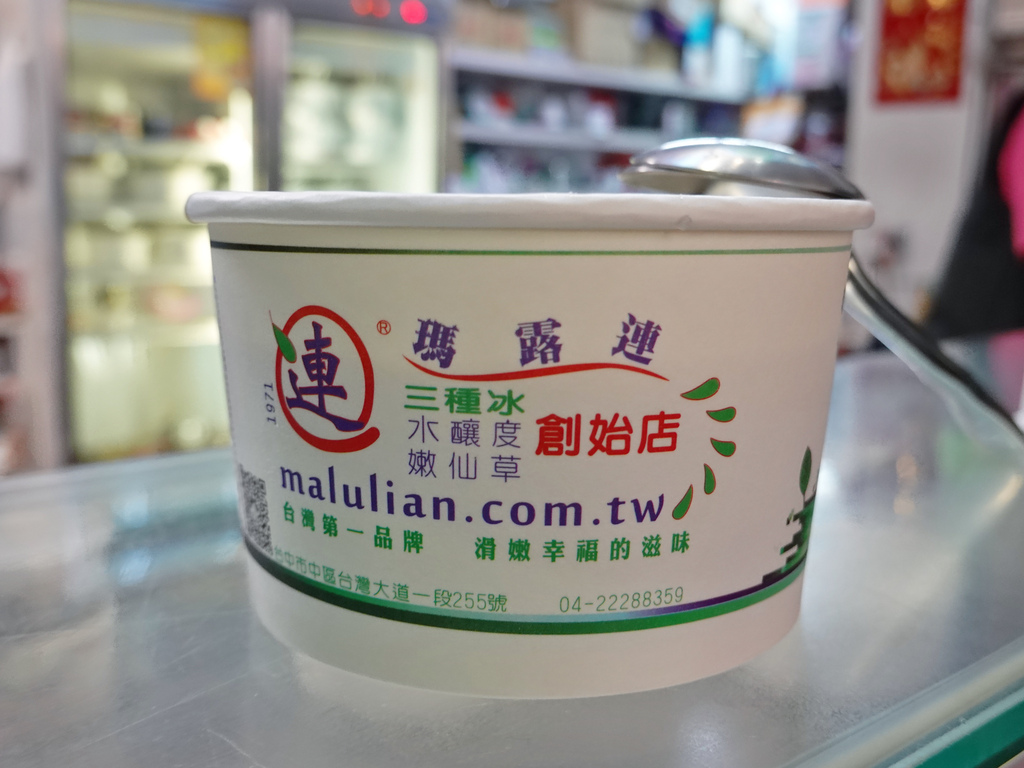 連
®
1971
瑪露連
三種冰
水釀度
嫩仙草
創始店
malulian.com.tw
台灣第一品牌 滑嫩幸福的滋味
台中市中區台灣大道一段255號 04-22288359